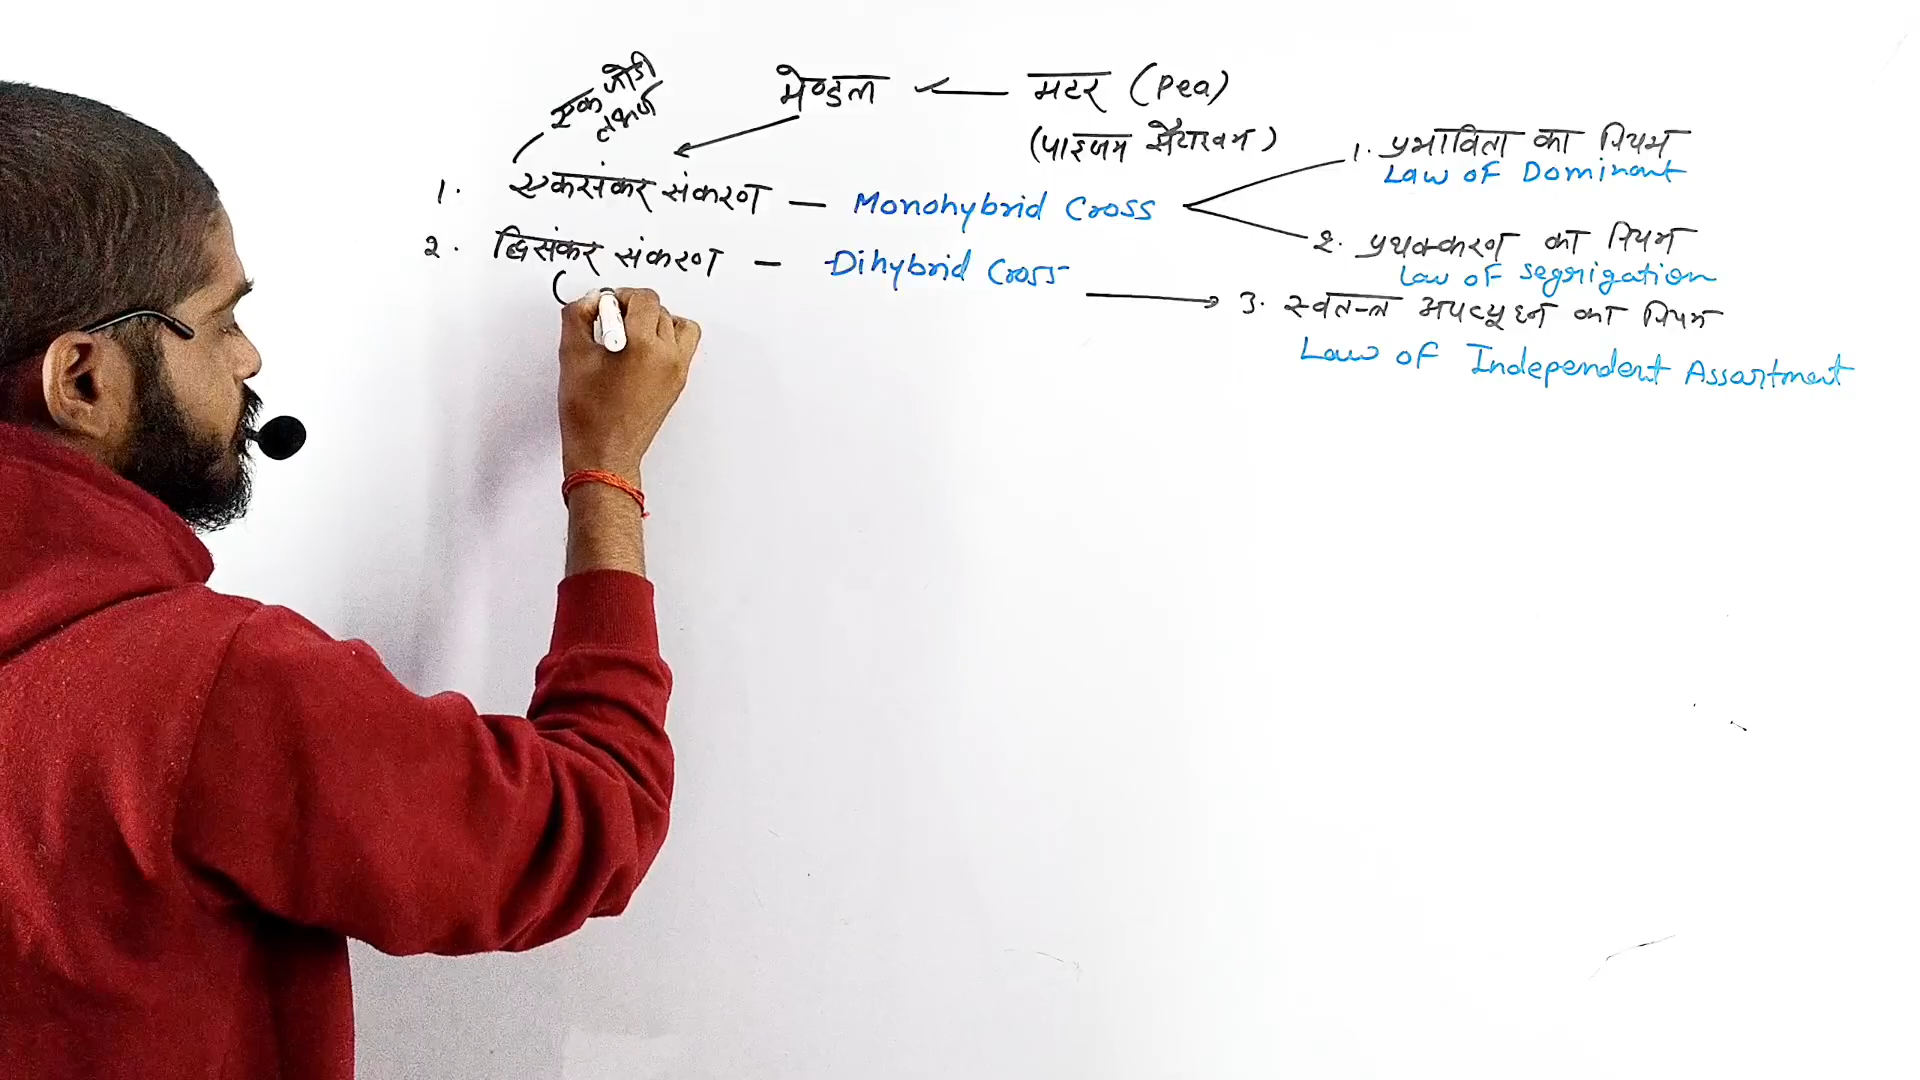 एक जोडी
लक्षण
मेण्डल ← मटर (Pea)
(पाइजम सैटाइवम)
1. एकसंकर संकरण — Monohybrid Cross
2. द्विसंकर संकरण — Dihybrid Cross
1. प्रभाविता का नियम
Law of Dominant
2. प्रथक्करण का नियम
Law of Segrigation
3. स्वतन्त्र अपव्यूहन का नियम
Law of Independent Assortment